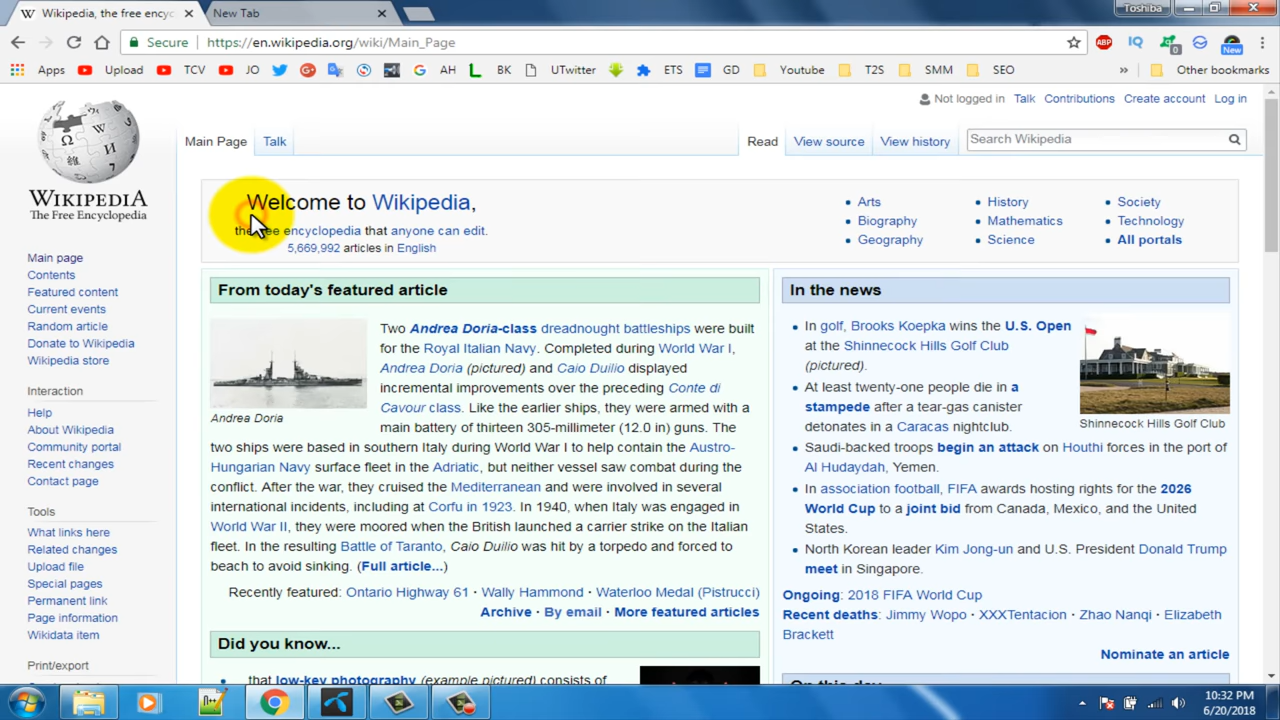 Wikipedia, the free enc
New Tab
Toshiba
Secure https://en.wikipedia.org/wiki/Main_Page
ABP IQ 0 New
Apps Upload TCV JO AH BK UTwitter ETS GD Youtube T2S SMM SEO » Other bookmarks
Not logged in Talk Contributions Create account Log in
Main Page Talk Read View source View history Search Wikipedia
WIKIPEDIA
The Free Encyclopedia
Welcome to Wikipedia,
the free encyclopedia that anyone can edit.
5,669,992 articles in English
Arts History Society
Biography Mathematics Technology
Geography Science All portals
Main page
Contents
Featured content
Current events
Random article
Donate to Wikipedia
Wikipedia store
Interaction
Help
About Wikipedia
Community portal
Recent changes
Contact page
Tools
What links here
Related changes
Upload file
Special pages
Permanent link
Page information
Wikidata item
Print/export
From today's featured article
Andrea Doria
Two Andrea Doria-class dreadnought battleships were built
for the Royal Italian Navy. Completed during World War I,
Andrea Doria (pictured) and Caio Duilio displayed
incremental improvements over the preceding Conte di
Cavour class. Like the earlier ships, they were armed with a
main battery of thirteen 305-millimeter (12.0 in) guns. The
two ships were based in southern Italy during World War I to help contain the Austro-
Hungarian Navy surface fleet in the Adriatic, but neither vessel saw combat during the
conflict. After the war, they cruised the Mediterranean and were involved in several
international incidents, including at Corfu in 1923. In 1940, when Italy was engaged in
World War II, they were moored when the British launched a carrier strike on the Italian
fleet. In the resulting Battle of Taranto, Caio Duilio was hit by a torpedo and forced to
beach to avoid sinking. (Full article...)
Recently featured: Ontario Highway 61 · Wally Hammond · Waterloo Medal (Pistrucci)
Archive · By email · More featured articles
Did you know...
that low-key photography (example pictured) consists of
In the news
In golf, Brooks Koepka wins the U.S. Open
at the Shinnecock Hills Golf Club
(pictured).
At least twenty-one people die in a
stampede after a tear-gas canister
detonates in a Caracas nightclub.
Shinnecock Hills Golf Club
Saudi-backed troops begin an attack on Houthi forces in the port of
Al Hudaydah, Yemen.
In association football, FIFA awards hosting rights for the 2026
World Cup to a joint bid from Canada, Mexico, and the United
States.
North Korean leader Kim Jong-un and U.S. President Donald Trump
meet in Singapore.
Ongoing: 2018 FIFA World Cup
Recent deaths: Jimmy Wopo · XXXTentacion · Zhao Nanqi · Elizabeth
Brackett
Nominate an article
On this day
10:32 PM
6/20/2018